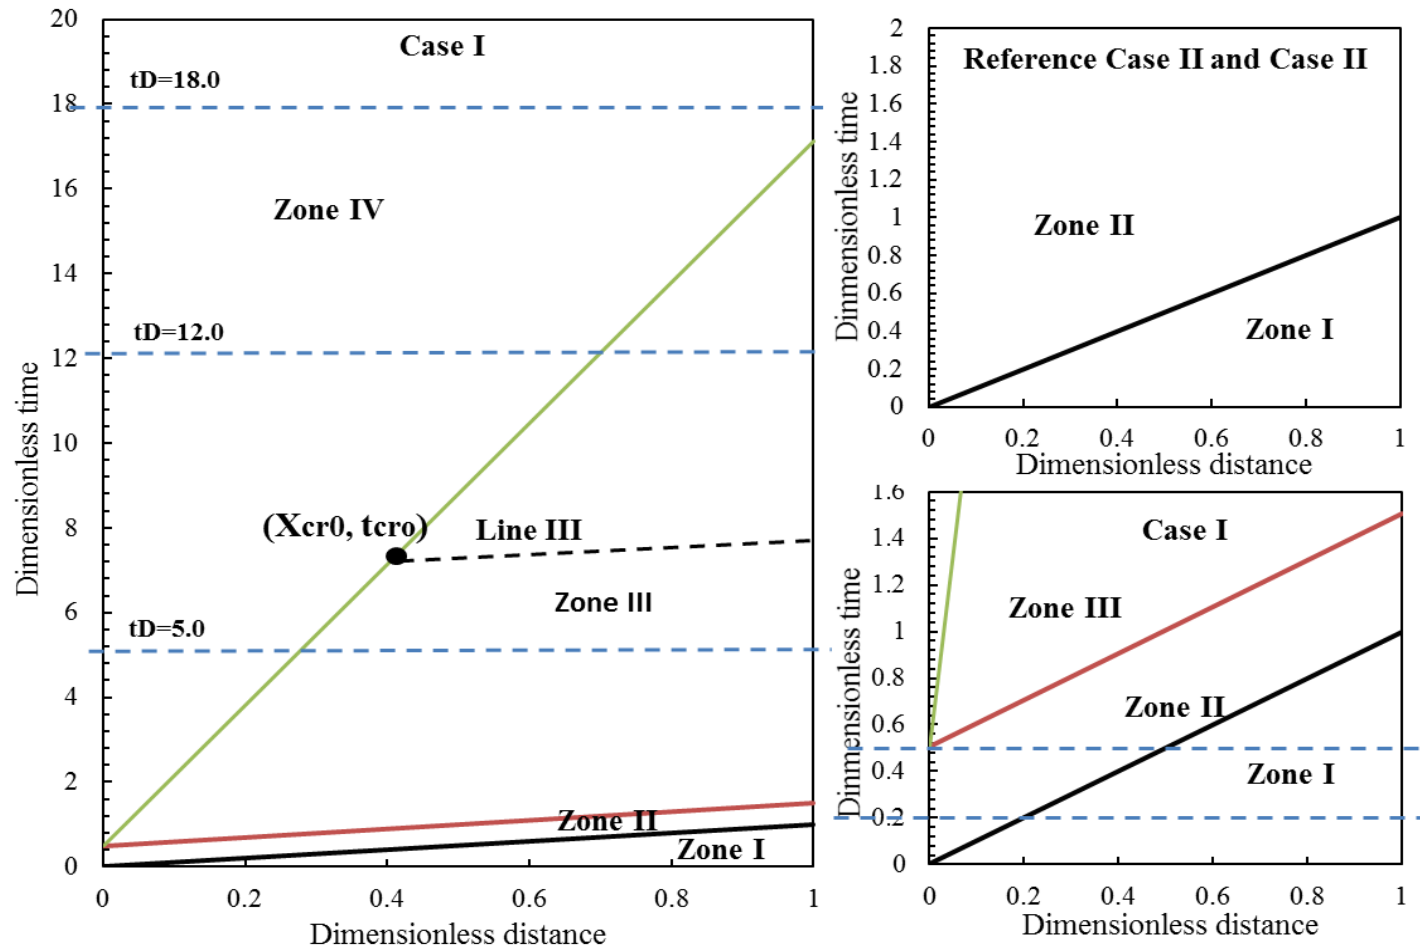 Case I
20
18
16
14
12
10
8
6
4
2
0
tD=18.0
Zone IV
tD=12.0
(Xcr0, tcro)
Line III
Zone III
tD=5.0
Zone II
Zone I
0
0.2
0.4
0.6
0.8
1
Dimensionless time
Dimensionless distance
Reference Case II and Case II
2
1.8
1.6
1.4
1.2
1
0.8
0.6
0.4
0.2
0
Zone II
Zone I
0
0.2
0.4
0.6
0.8
1
Dinmensionless time
Dimensionless distance
Case I
1.6
1.4
1.2
1
0.8
0.6
0.4
0.2
0
Zone III
Zone II
Zone I
0
0.2
0.4
0.6
0.8
1
Dinmensionless time
Dimensionless distance